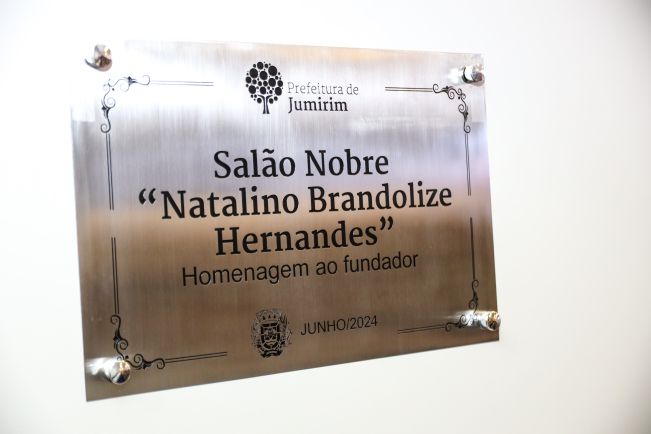 Prefeitura de
Jumirim
Salão Nobre
“Natalino Brandolize
Hernandes”
Homenagem ao fundador
JUNHO/2024